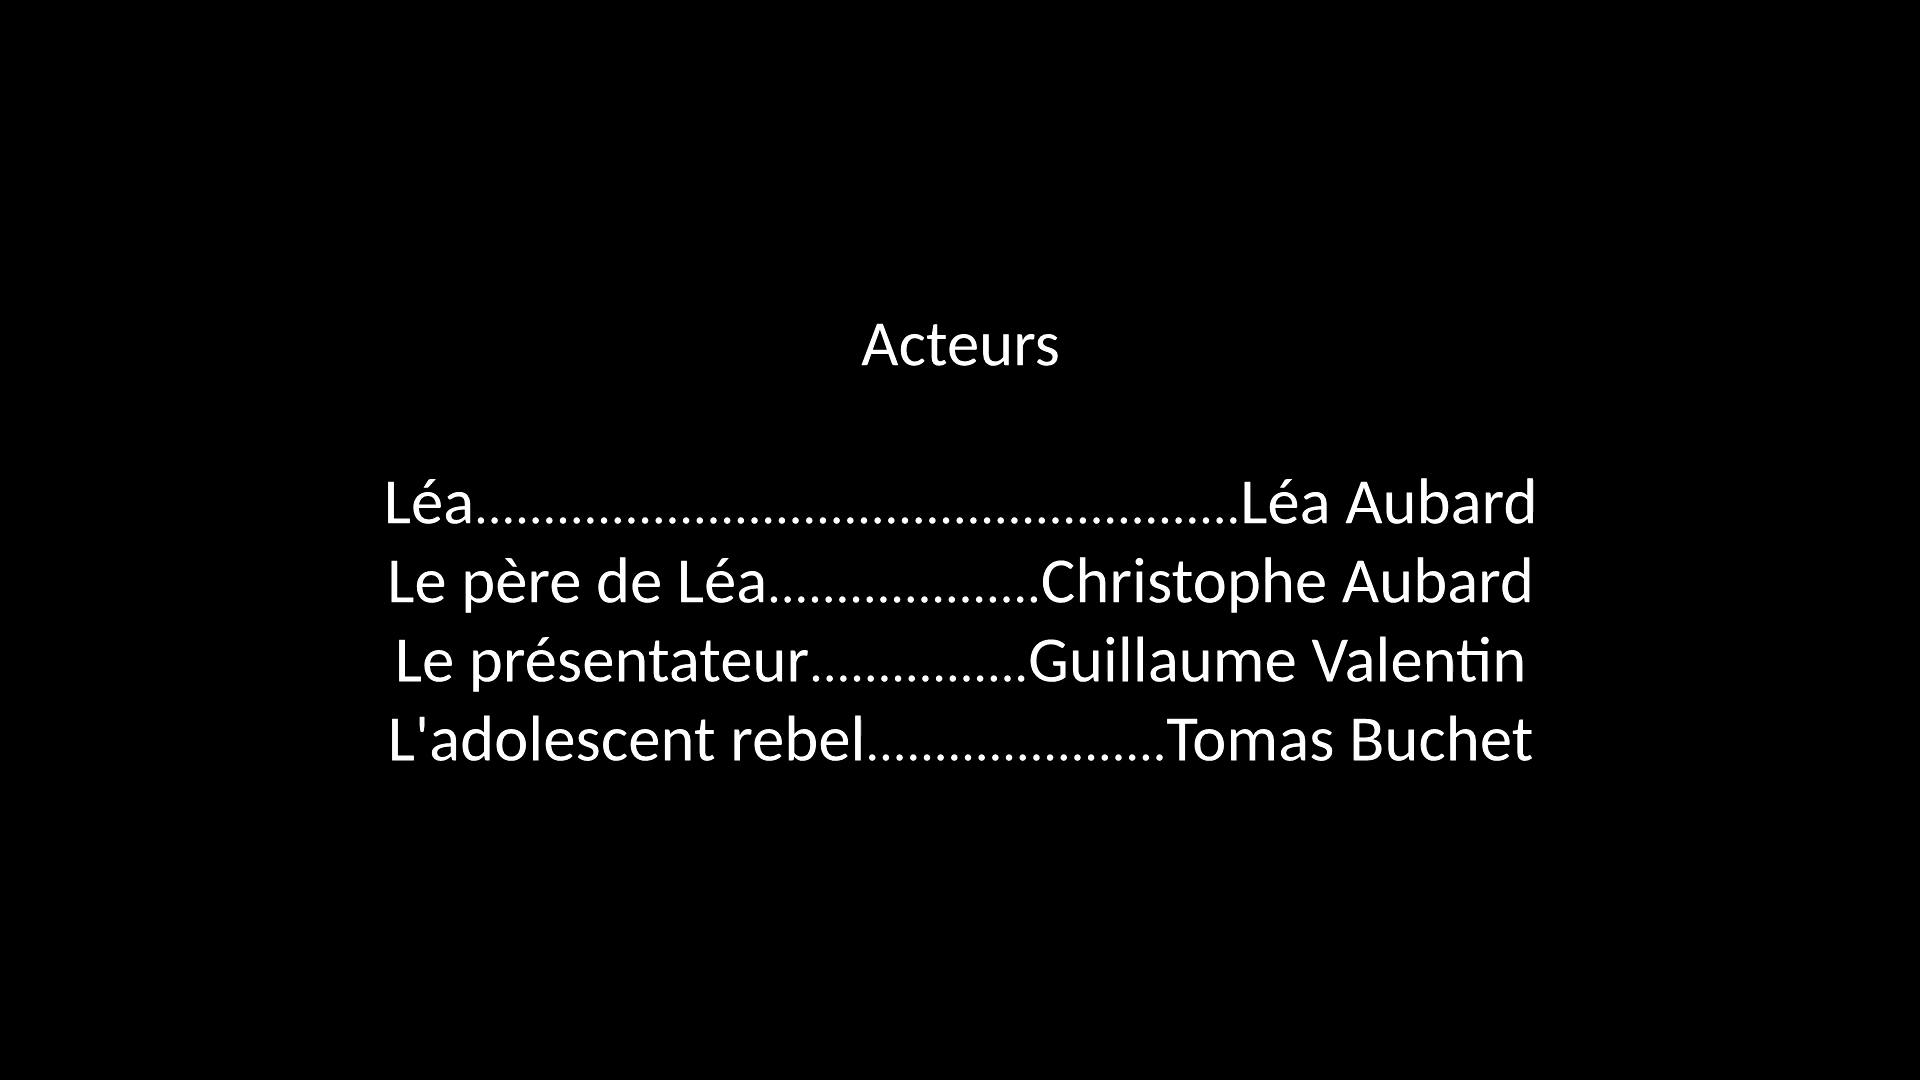 Acteurs
Léa........................................................Léa Aubard
Le père de Léa....................Christophe Aubard
Le présentateur................Guillaume Valentin
L'adolescent rebel......................Tomas Buchet